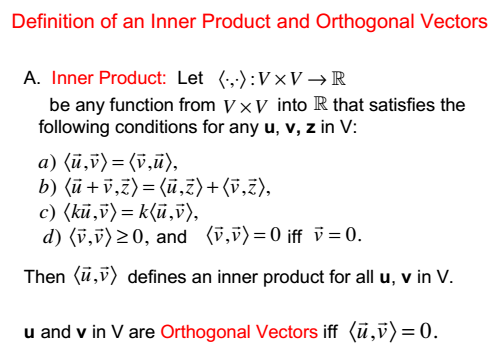 Definition of an Inner Product and Orthogonal Vectors
A. Inner Product: Let ⟨·,·⟩:V×V→ℝ
be any function from V×V into ℝ that satisfies the
following conditions for any u, v, z in V:
a) ⟨u⃗,v⃗⟩=⟨v⃗,u⃗⟩,
b) ⟨u⃗+v⃗,z⃗⟩=⟨u⃗,z⃗⟩+⟨v⃗,z⃗⟩,
c) ⟨ku⃗,v⃗⟩=k⟨u⃗,v⃗⟩,
d) ⟨v⃗,v⃗⟩≥0, and ⟨v⃗,v⃗⟩=0 iff v⃗=0.
Then ⟨u⃗,v⃗⟩ defines an inner product for all u, v in V.
u and v in V are Orthogonal Vectors iff ⟨u⃗,v⃗⟩=0.